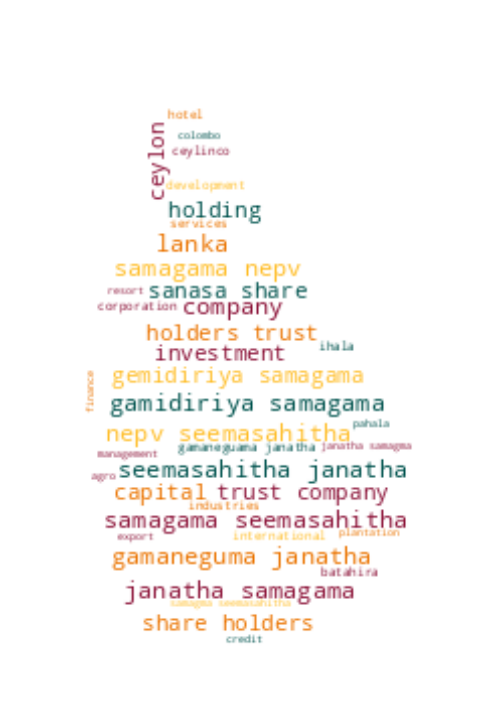 hotel
colombo
ceylon
ceylinco
development
holding
services
lanka
samagama nepv
resort
sanasa share
corporation
company
holders trust
investment
ihala
finance
gemidiriya samagama
gamidiriya samagama
pahala
nepv seemasahitha
gamaneguama janatha
janatha samagma
management
agro
seemasahitha janatha
capital
trust company
industries
samagama seemasahitha
export
international
plantation
gamaneguma janatha
batahira
janatha samagama
samagma seemasahitha
share holders
credit